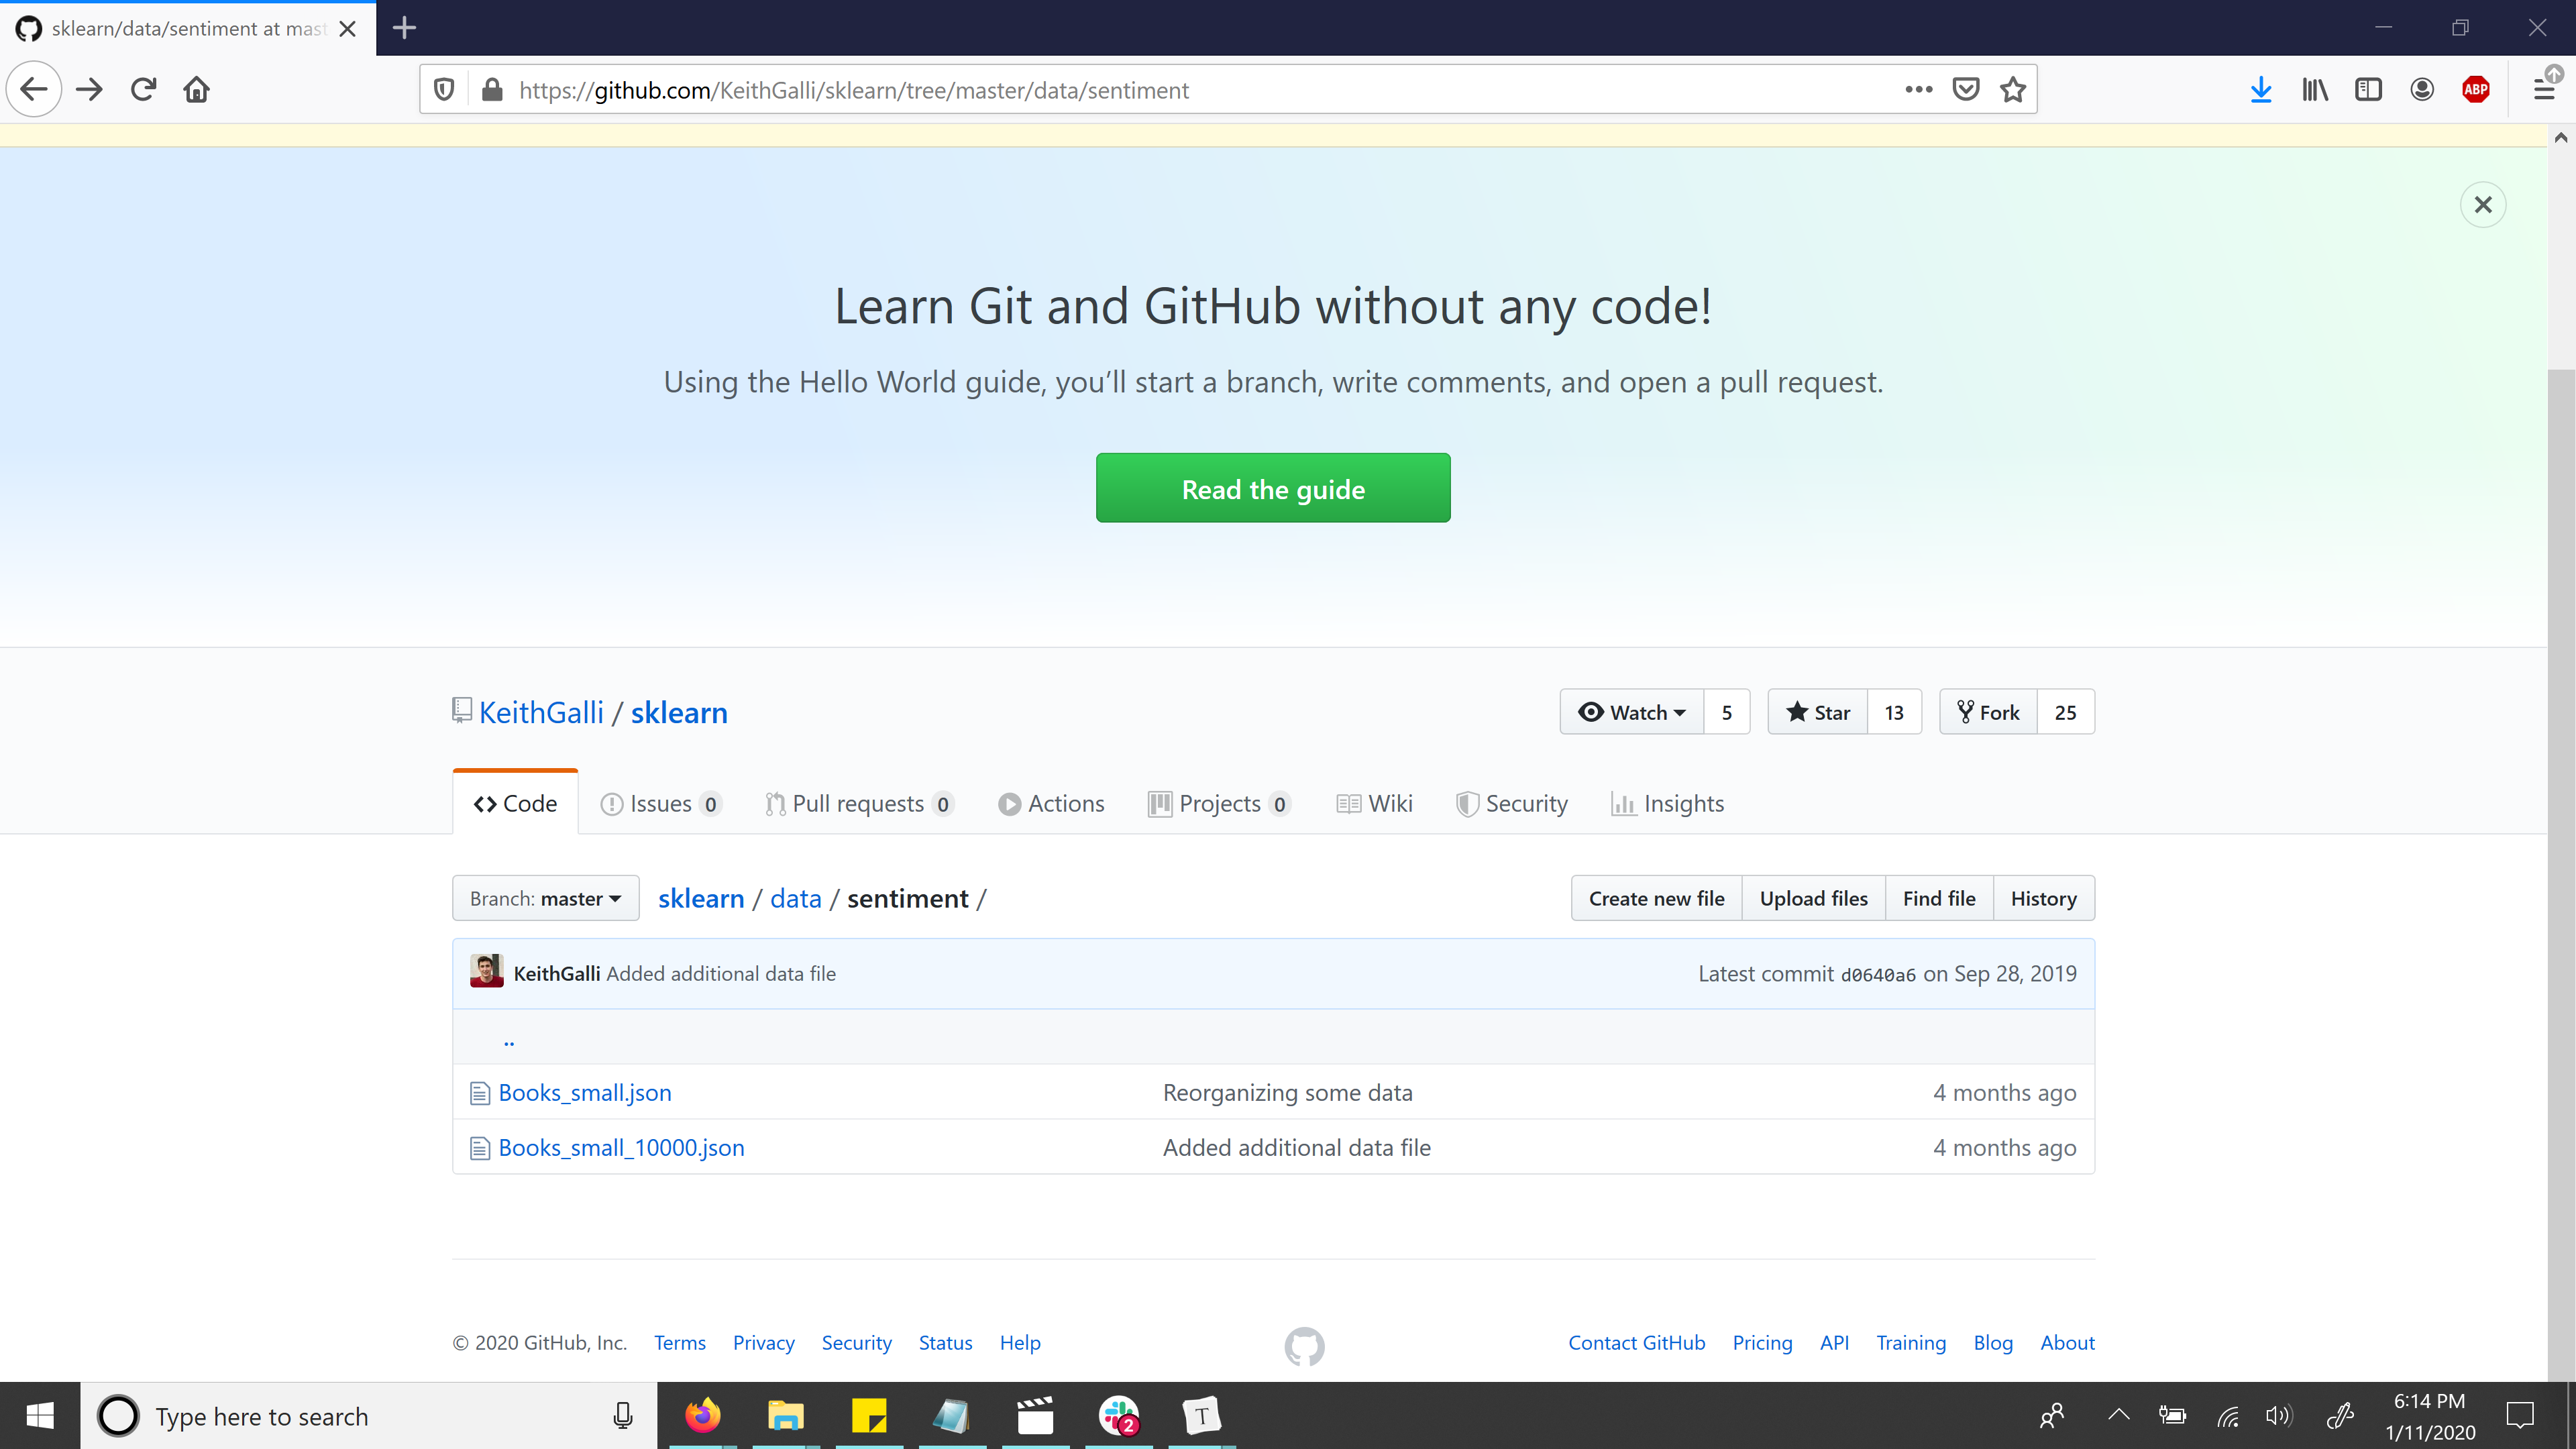 sklearn/data/sentiment at mast
https://github.com/KeithGalli/sklearn/tree/master/data/sentiment
ABP
Learn Git and GitHub without any code!
Using the Hello World guide, you’ll start a branch, write comments, and open a pull request.
Read the guide
KeithGalli / sklearn
Watch 5 Star 13 Fork 25
Code Issues 0 Pull requests 0 Actions Projects 0 Wiki Security Insights
Branch: master sklearn / data / sentiment / Create new file Upload files Find file History
KeithGalli Added additional data file Latest commit d0640a6 on Sep 28, 2019
..
Books_small.json Reorganizing some data 4 months ago
Books_small_10000.json Added additional data file 4 months ago
© 2020 GitHub, Inc. Terms Privacy Security Status Help Contact GitHub Pricing API Training Blog About
Type here to search 2 T 6:14 PM
1/11/2020